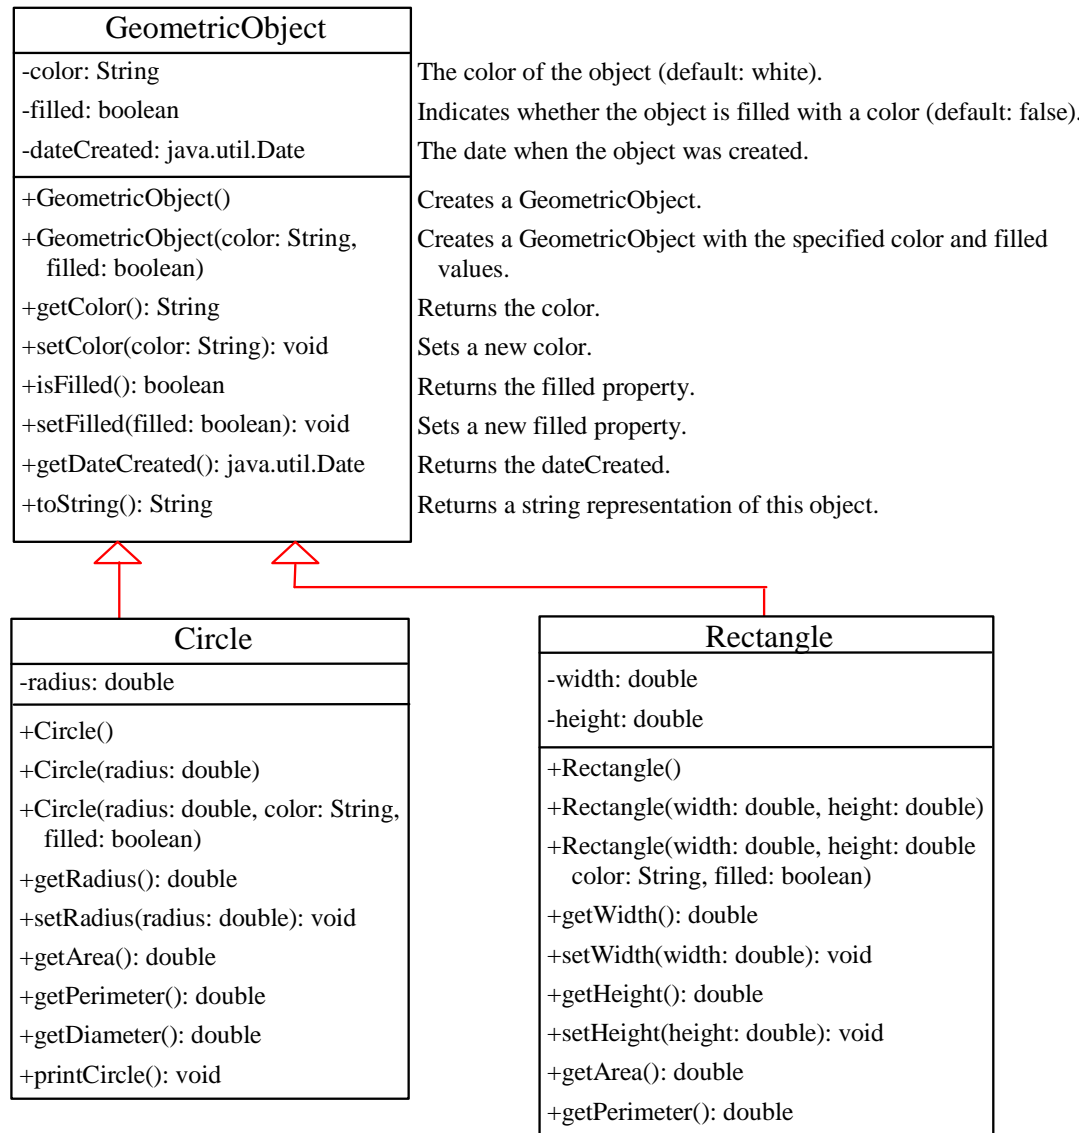 GeometricObject
-color: String
The color of the object (default: white).
-filled: boolean
Indicates whether the object is filled with a color (default: false).
-dateCreated: java.util.Date
The date when the object was created.
+GeometricObject()
Creates a GeometricObject.
+GeometricObject(color: String,
filled: boolean)
Creates a GeometricObject with the specified color and filled
values.
+getColor(): String
Returns the color.
+setColor(color: String): void
Sets a new color.
+isFilled(): boolean
Returns the filled property.
+setFilled(filled: boolean): void
Sets a new filled property.
+getDateCreated(): java.util.Date
Returns the dateCreated.
+toString(): String
Returns a string representation of this object.
Circle
-radius: double
+Circle()
+Circle(radius: double)
+Circle(radius: double, color: String,
filled: boolean)
+getRadius(): double
+setRadius(radius: double): void
+getArea(): double
+getPerimeter(): double
+getDiameter(): double
+printCircle(): void
Rectangle
-width: double
-height: double
+Rectangle()
+Rectangle(width: double, height: double)
+Rectangle(width: double, height: double
color: String, filled: boolean)
+getWidth(): double
+setWidth(width: double): void
+getHeight(): double
+setHeight(height: double): void
+getArea(): double
+getPerimeter(): double